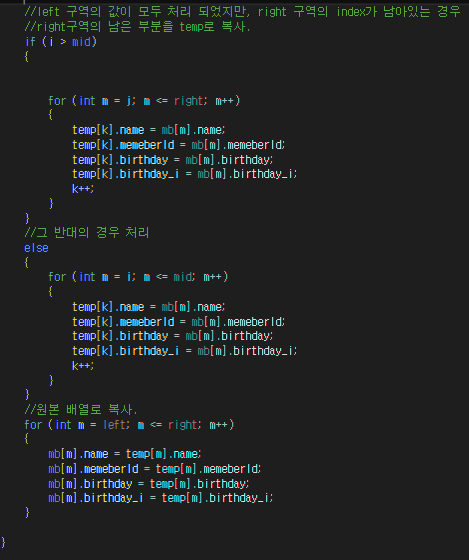 //left 구역의 값이 모두 처리 되었지만, right 구역의 index가 남아있는 경우
//right구역의 남은 부분을 temp로 복사.
if (i > mid)
{
for (int m = j; m <= right; m++)
{
temp[k].name = mb[m].name;
temp[k].memeberId = mb[m].memeberId;
temp[k].birthday = mb[m].birthday;
temp[k].birthday_i = mb[m].birthday_i;
k++;
}
}
//그 반대의 경우 처리
else
{
for (int m = i; m <= mid; m++)
{
temp[k].name = mb[m].name;
temp[k].memeberId = mb[m].memeberId;
temp[k].birthday = mb[m].birthday;
temp[k].birthday_i = mb[m].birthday_i;
k++;
}
}
//원본 배열로 복사.
for (int m = left; m <= right; m++)
{
mb[m].name = temp[m].name;
mb[m].memeberId = temp[m].memeberId;
mb[m].birthday = temp[m].birthday;
mb[m].birthday_i = temp[m].birthday_i;
}
}